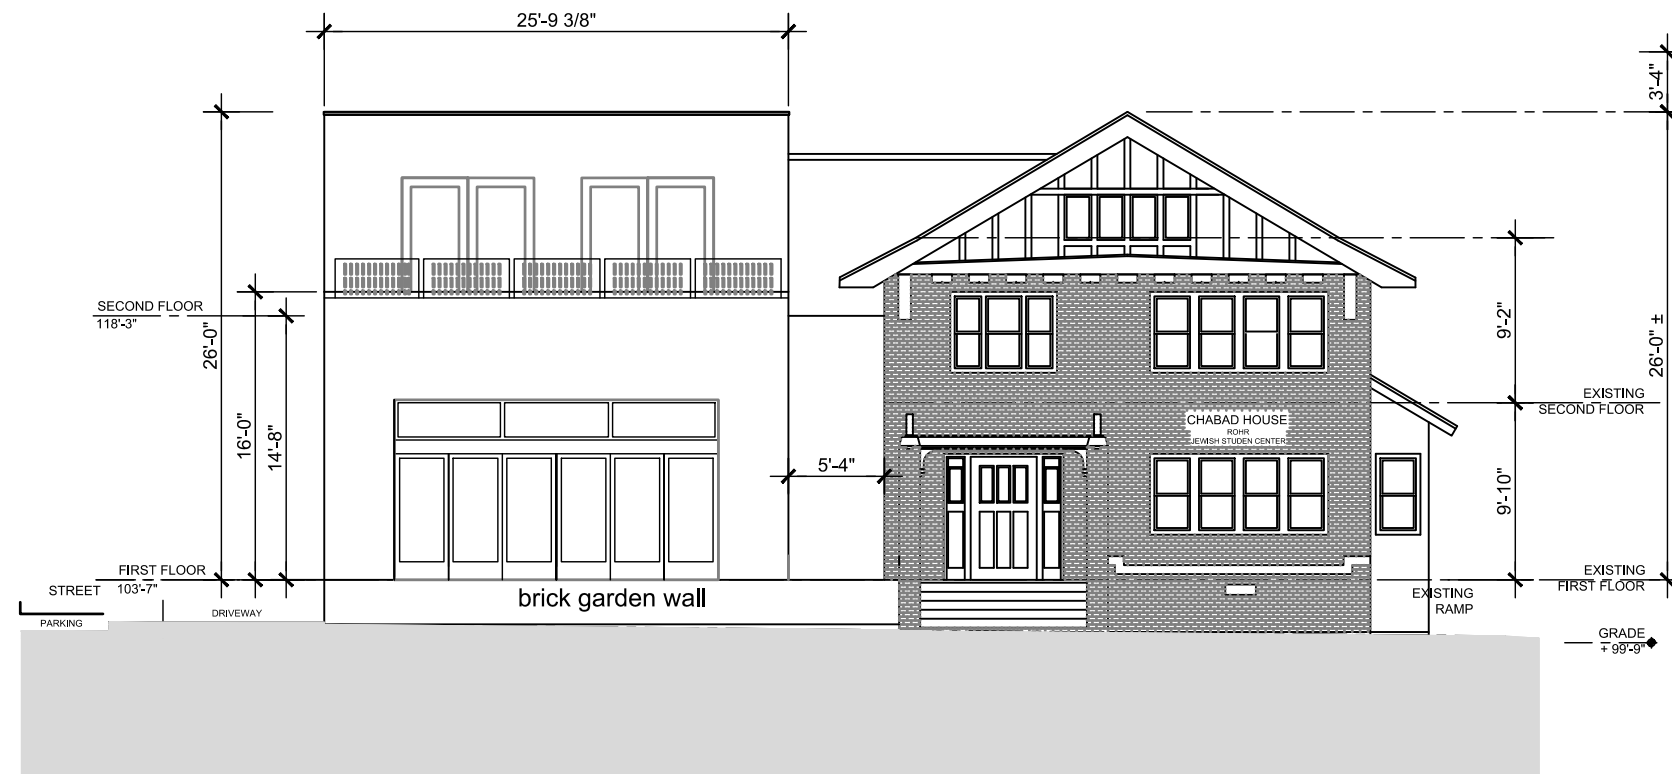 25'-9 3/8"
3'-4"
SECOND FLOOR
118'-3"
26'-0"
16'-0"
14'-8"
9'-2"
26'-0" ±
EXISTING
SECOND FLOOR
CHABAD HOUSE
ROHR
JEWISH STUDEN CENTER
5'-4"
9'-10"
FIRST FLOOR
103'-7"
STREET
PARKING
DRIVEWAY
brick garden wall
EXISTING
FIRST FLOOR
EXISTING
RAMP
GRADE
+ 99'-9"